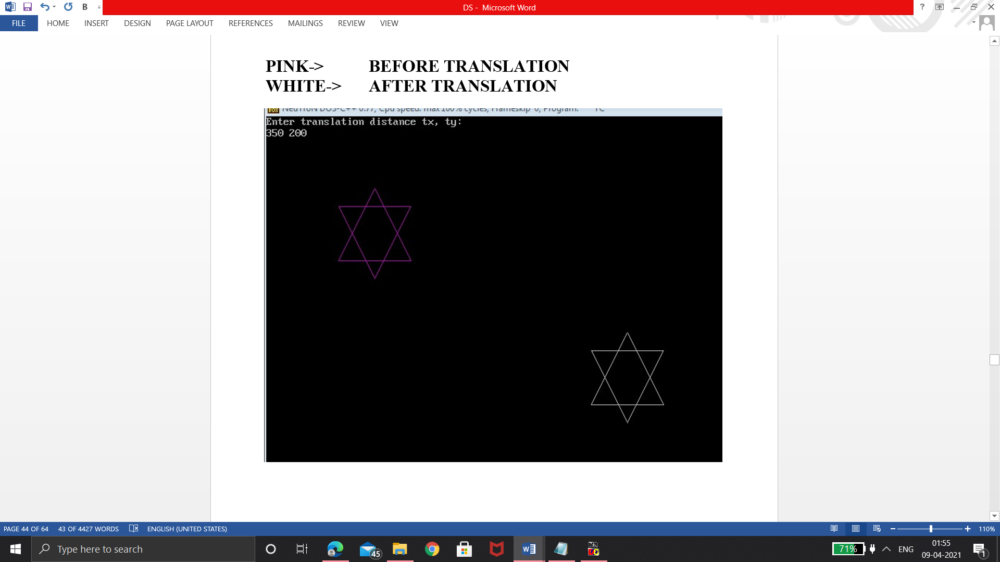 B
DS - Microsoft Word
?
FILE HOME INSERT DESIGN PAGE LAYOUT REFERENCES MAILINGS REVIEW VIEW
PINK-> BEFORE TRANSLATION
WHITE-> AFTER TRANSLATION
NeuTroN DOS-C++ 0.77, Cpu speed: max 100% cycles, Frameskip 0, Program: TC
Enter translation distance tx, ty:
350 200
PAGE 44 OF 64 43 OF 4427 WORDS ENGLISH (UNITED STATES) 110%
Type here to search
45
71%
ENG
01:55
09-04-2021
1